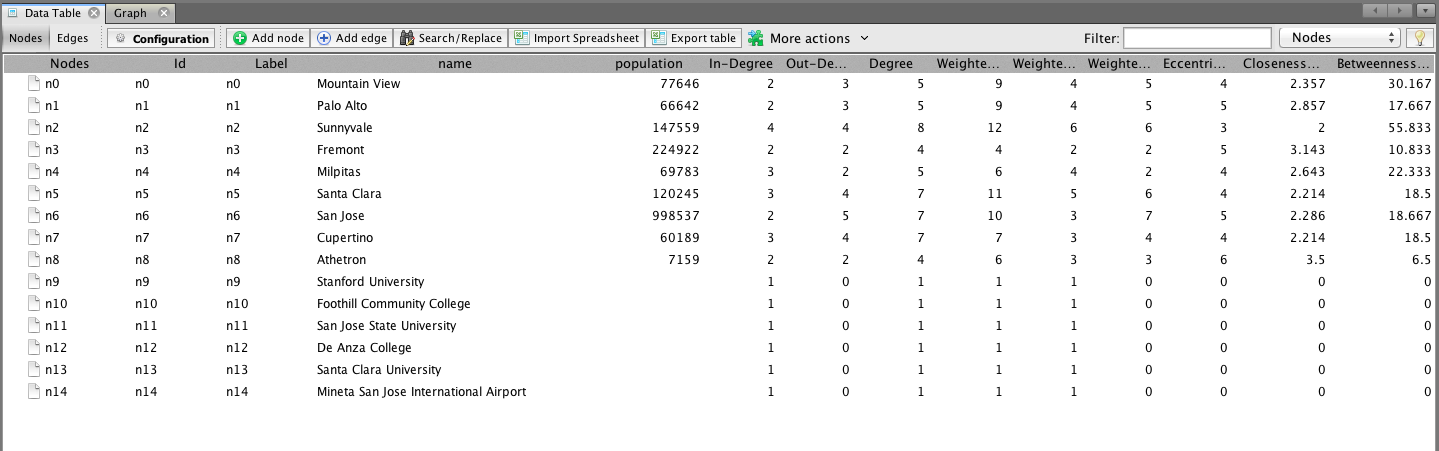 Data Table Graph
Nodes Edges Configuration Add node Add edge Search/Replace Import Spreadsheet Export table More actions Filter: Nodes
Nodes Id Label name population In-Degree Out-De... Degree Weighte... Weighte... Weighte... Eccentri... Closeness... Betweenness...
n0 n0 n0 Mountain View 77646 2 3 5 9 4 5 4 2.357 30.167
n1 n1 n1 Palo Alto 66642 2 3 5 9 4 5 5 2.857 17.667
n2 n2 n2 Sunnyvale 147559 4 4 8 12 6 6 3 2 55.833
n3 n3 n3 Fremont 224922 2 2 4 4 2 2 5 3.143 10.833
n4 n4 n4 Milpitas 69783 3 2 5 6 4 2 4 2.643 22.333
n5 n5 n5 Santa Clara 120245 3 4 7 11 5 6 4 2.214 18.5
n6 n6 n6 San Jose 998537 2 5 7 10 3 7 5 2.286 18.667
n7 n7 n7 Cupertino 60189 3 4 7 7 3 4 4 2.214 18.5
n8 n8 n8 Athetron 7159 2 2 4 6 3 3 6 3.5 6.5
n9 n9 n9 Stanford University 1 0 1 1 1 0 0 0 0
n10 n10 n10 Foothill Community College 1 0 1 1 1 0 0 0 0
n11 n11 n11 San Jose State University 1 0 1 1 1 0 0 0 0
n12 n12 n12 De Anza College 1 0 1 1 1 0 0 0 0
n13 n13 n13 Santa Clara University 1 0 1 1 1 0 0 0 0
n14 n14 n14 Mineta San Jose International Airport 1 0 1 1 1 0 0 0 0